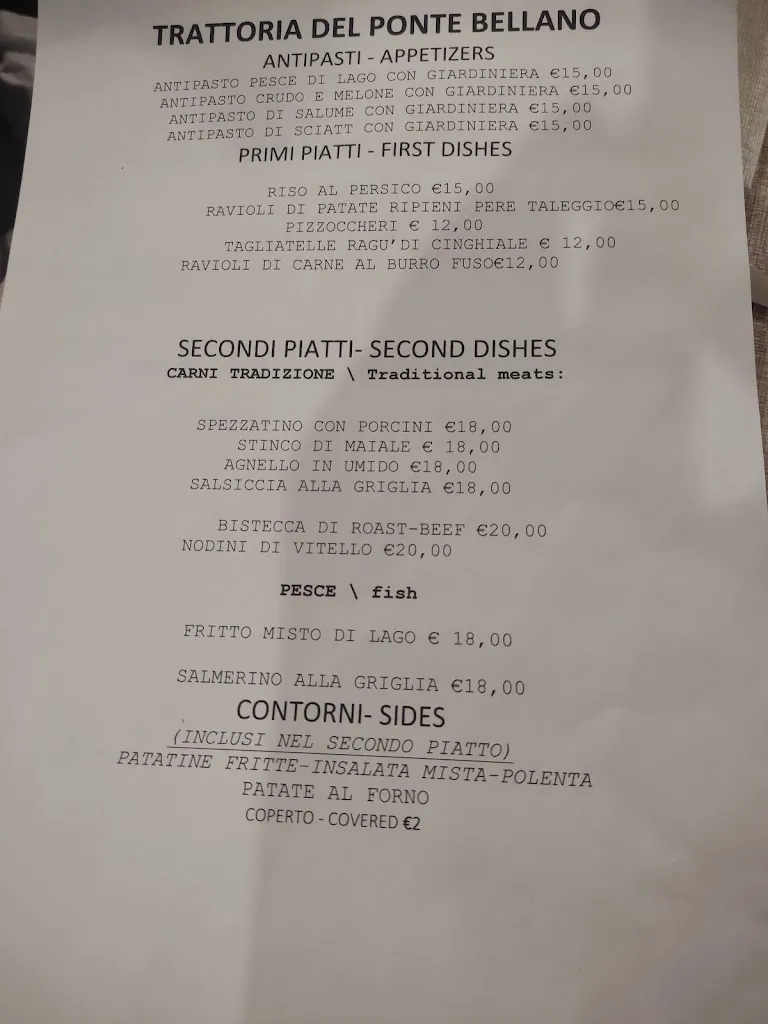 TRATTORIA DEL PONTE BELLANO
ANTIPASTI - APPETIZERS
ANTIPASTO PESCE DI LAGO CON GIARDINIERA €15,00
ANTIPASTO CRUDO E MELONE CON GIARDINIERA €15,00
ANTIPASTO DI SALUME CON GIARDINIERA €15,00
ANTIPASTO DI SCIATT CON GIARDINIERA €15,00
PRIMI PIATTI - FIRST DISHES
RISO AL PERSICO €15,00
RAVIOLI DI PATATE RIPIENI PERE TALEGGIO€15,00
PIZZOCCHERI € 12,00
TAGLIATELLE RAGU'DI CINGHIALE € 12,00
RAVIOLI DI CARNE AL BURRO FUSO€12,00
SECONDI PIATTI- SECOND DISHES
CARNI TRADIZIONE \ Traditional meats:
SPEZZATINO CON PORCINI €18,00
STINCO DI MAIALE € 18,00
AGNELLO IN UMIDO €18,00
SALSICCIA ALLA GRIGLIA €18,00
BISTECCA DI ROAST-BEEF €20,00
NODINI DI VITELLO €20,00
PESCE \ fish
FRITTO MISTO DI LAGO € 18,00
SALMERINO ALLA GRIGLIA €18,00
CONTORNI- SIDES
(INCLUSI NEL SECONDO PIATTO)
PATATINE FRITTE-INSALATA MISTA-POLENTA
PATATE AL FORNO
COPERTO - COVERED €2